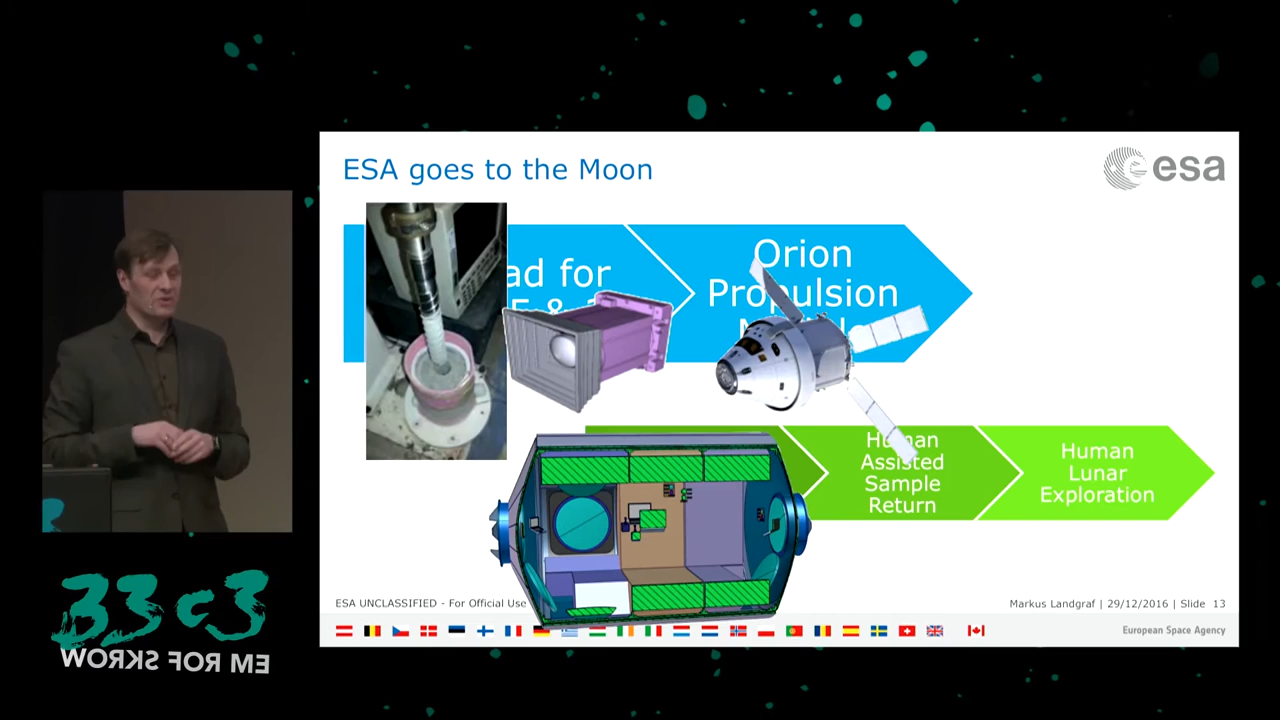 ESA goes to the Moon
esa
ad for
Orion
Propulsion
Human
Assisted
Sample
Return
Human
Lunar
Exploration
ESA UNCLASSIFIED - For Official Use
Markus Landgraf | 29/12/2016 | Slide 13
European Space Agency
33c3
WORKS FOR ME